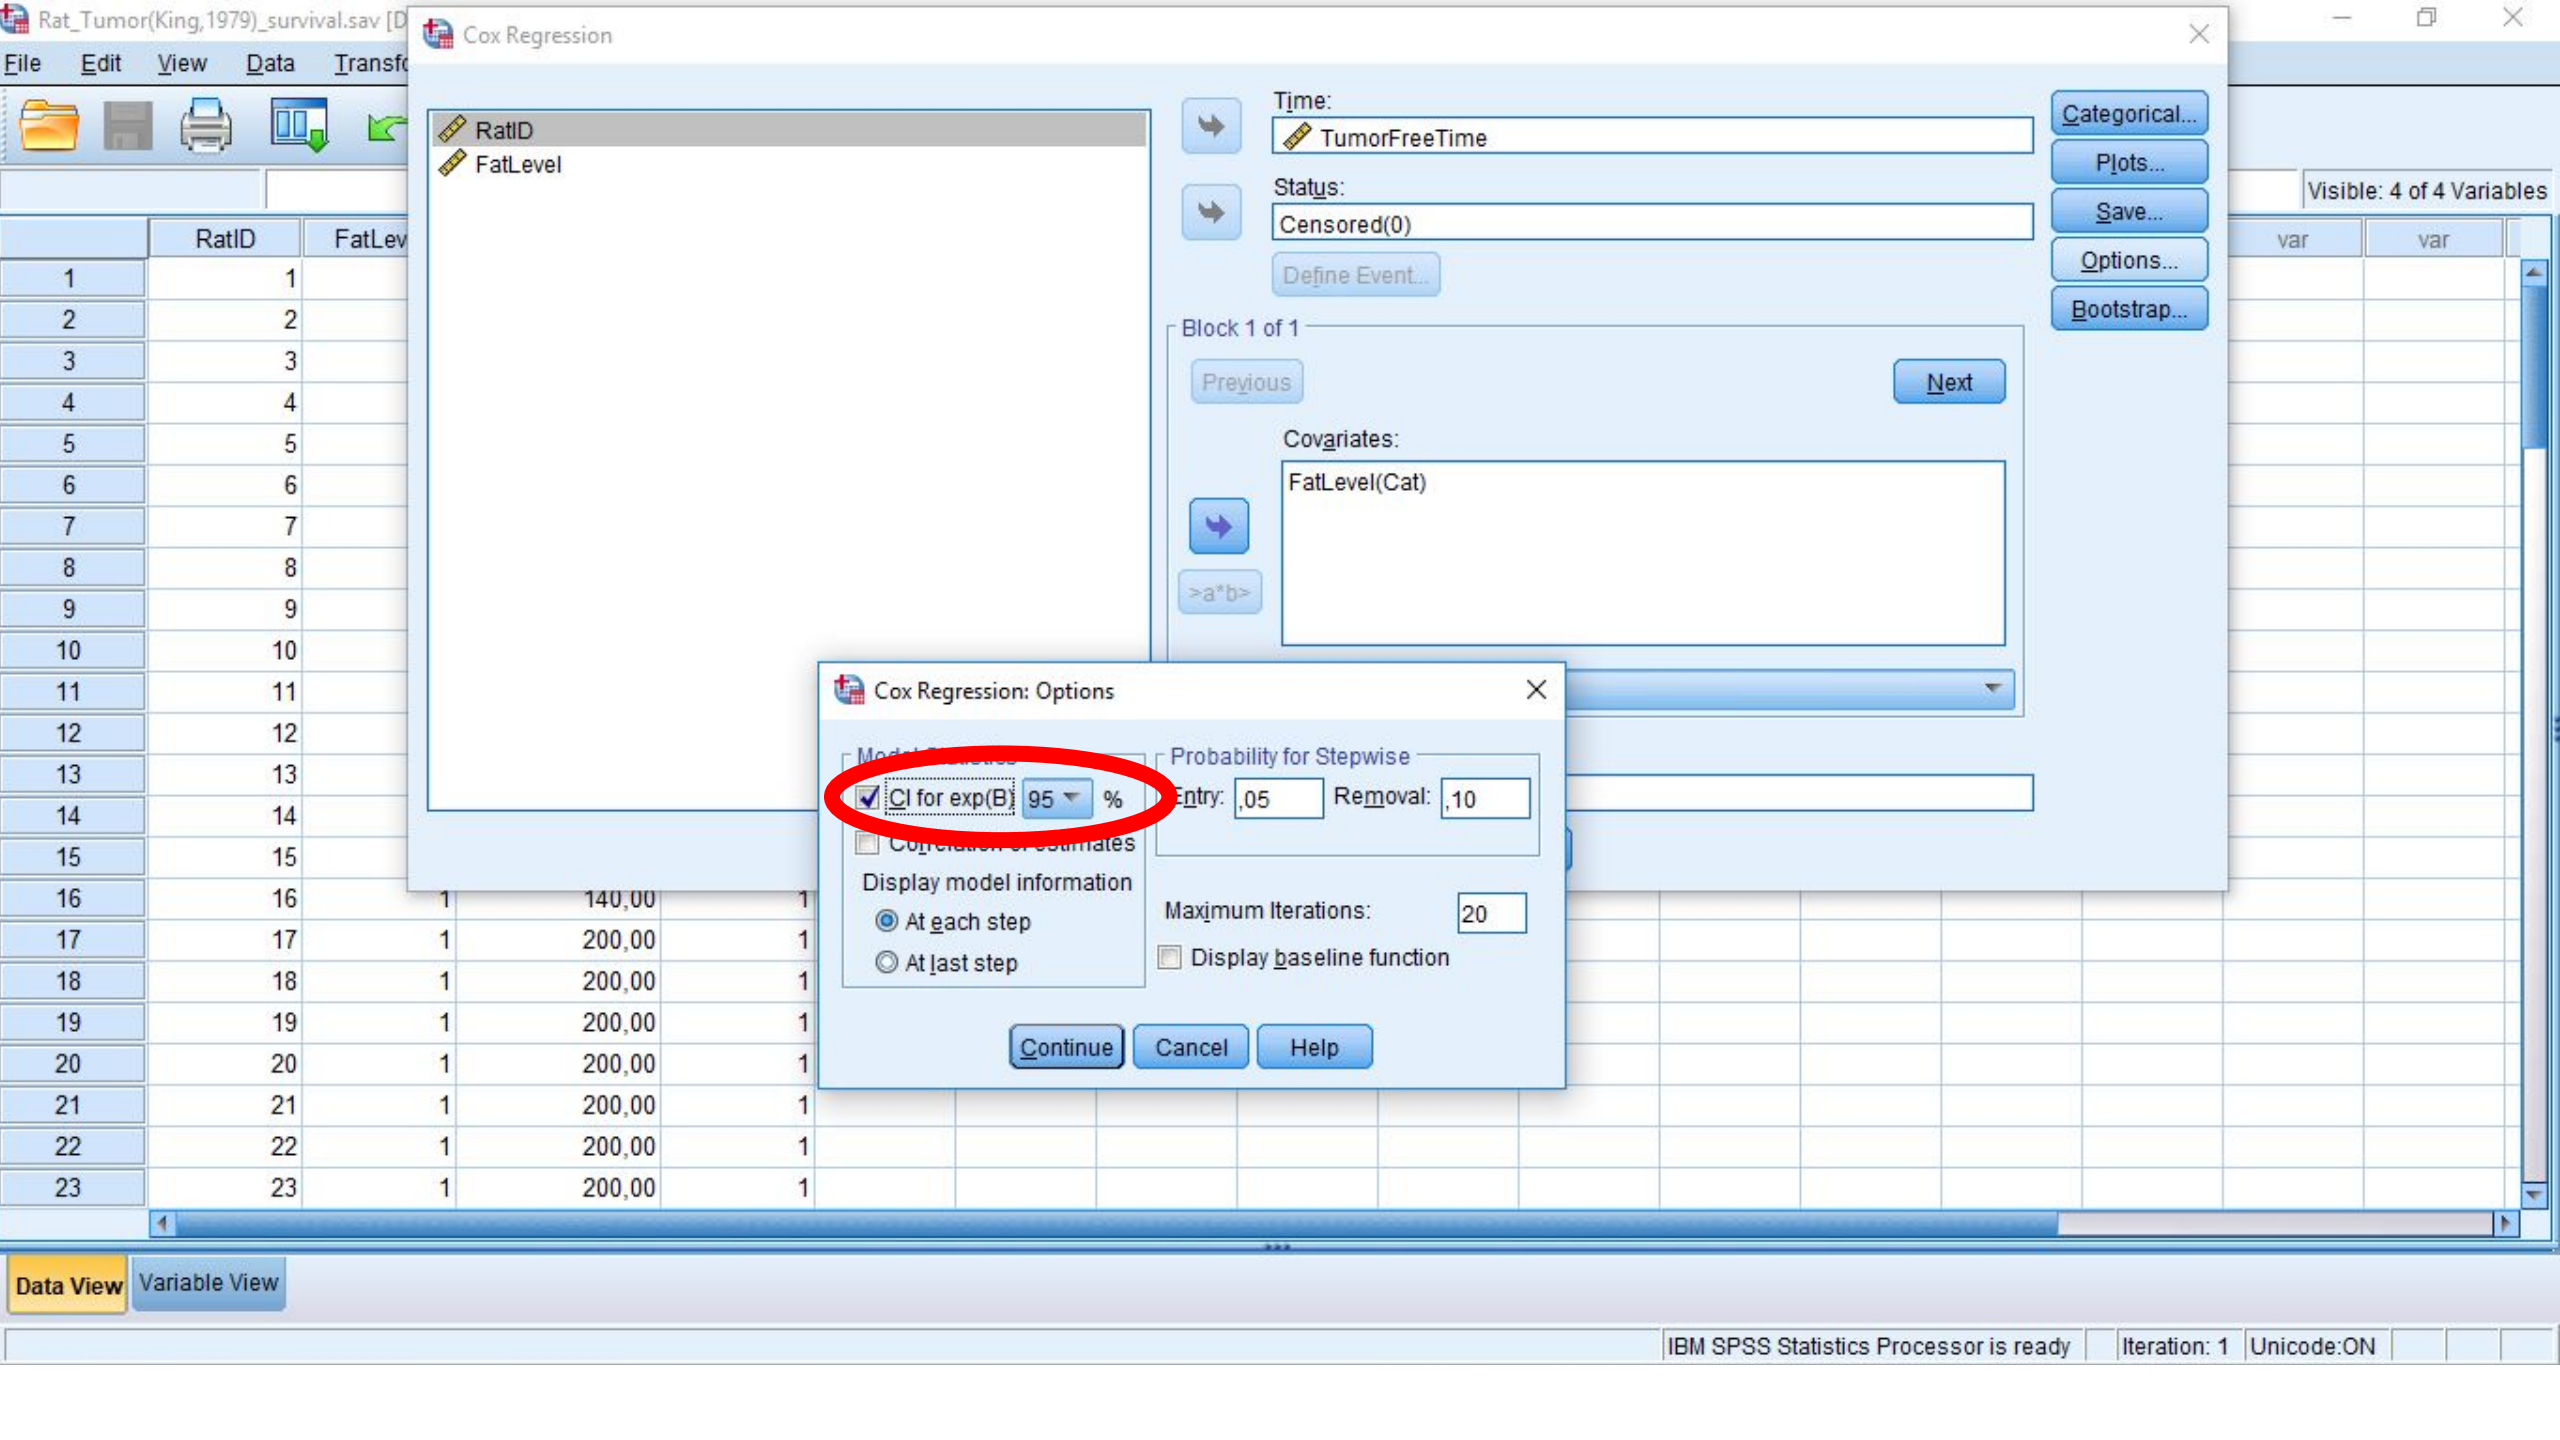 Rat_Tumor(King,1979)_survival.sav [D
Cox Regression
File Edit View Data Transfo
RatID
FatLevel
Time:
TumorFreeTime
Status:
Censored(0)
Define Event...
Categorical...
Plots...
Save...
Options...
Bootstrap...
Visible: 4 of 4 Variables
Block 1 of 1
Previous
Next
Covariates:
FatLevel(Cat)
>a*b>
RatID FatLev var var
1 1
2 2
3 3
4 4
5 5
6 6
7 7
8 8
9 9
10 10
11 11
12 12
13 13
14 14
15 15
16 16 1 140,00 1
17 17 1 200,00 1
18 18 1 200,00 1
19 19 1 200,00 1
20 20 1 200,00 1
21 21 1 200,00 1
22 22 1 200,00 1
23 23 1 200,00 1
Cox Regression: Options
Model Statistics
CI for exp(B) 95 %
Correlation of estimates
Display model information
At each step
At last step
Probability for Stepwise
Entry: ,05 Removal: ,10
Maximum Iterations: 20
Display baseline function
Continue Cancel Help
Data View Variable View
IBM SPSS Statistics Processor is ready Iteration: 1 Unicode:ON